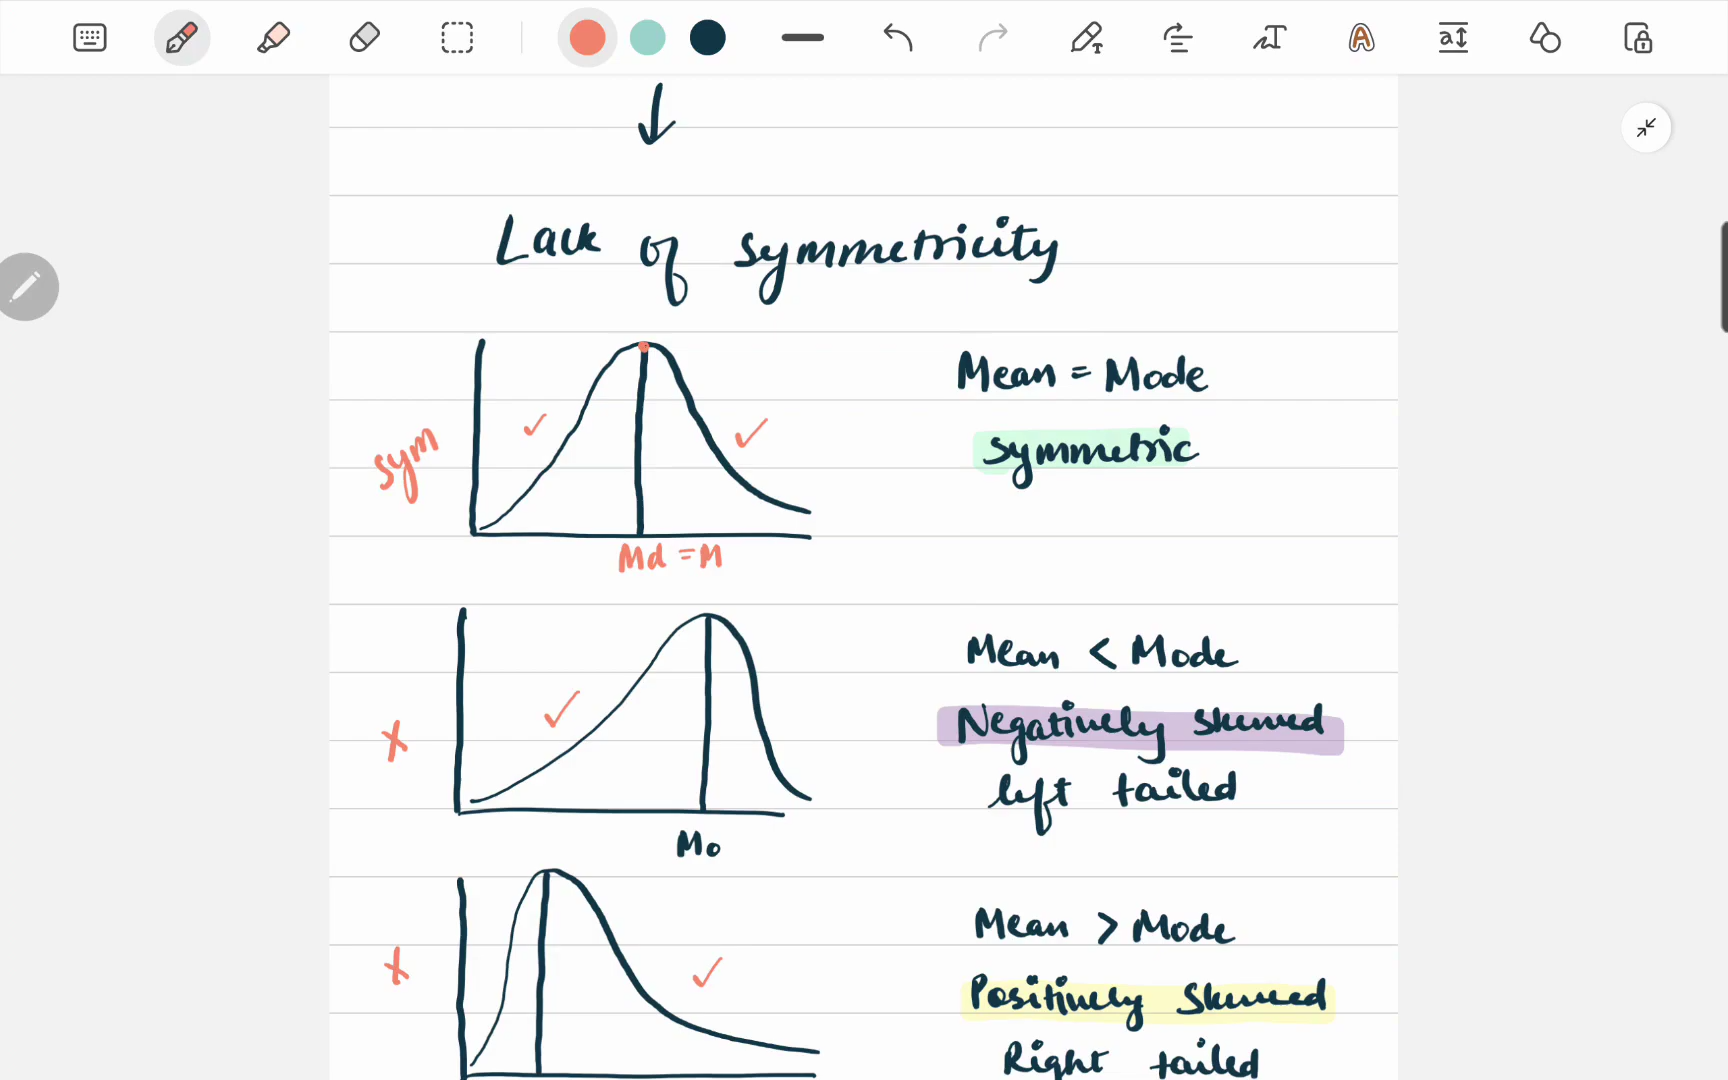 Lack of symmetricity
Mean = Mode
symmetric
sym
Md = M
Mean < Mode
Negatively skewed
left tailed
x
Mo
Mean > Mode
x
Positively skewed
Right tailed